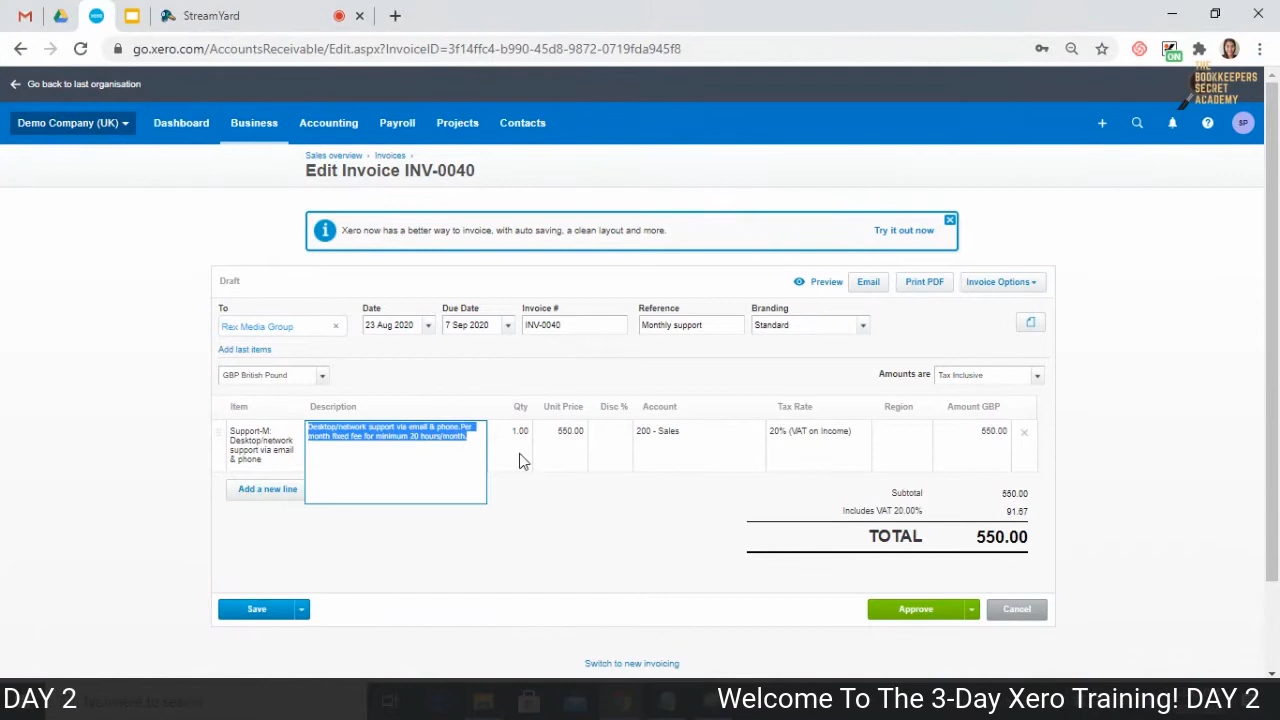 StreamYard
go.xero.com/AccountsReceivable/Edit.aspx?InvoiceID=3f14ffc4-b990-45d8-9872-0719fda945f8
ON
Go back to last organisation
THE
BOOKKEEPERS
SECRET
ACADEMY
Demo Company (UK)
Dashboard
Business
Accounting
Payroll
Projects
Contacts
SP
Sales overview › Invoices ›
Edit Invoice INV-0040
Xero now has a better way to invoice, with auto saving, a clean layout and more.
Try it out now
Draft
Preview
Email
Print PDF
Invoice Options
To
Date
Due Date
Invoice #
Reference
Branding
Rex Media Group
23 Aug 2020
7 Sep 2020
INV-0040
Monthly support
Standard
Add last items
GBP British Pound
Amounts are
Tax Inclusive
Item
Description
Qty
Unit Price
Disc %
Account
Tax Rate
Region
Amount GBP
Support-M:
Desktop/network
support via email
& phone
Desktop/network support via email & phone.Per
month fixed fee for minimum 20 hours/month.
1.00
550.00
200 - Sales
20% (VAT on Income)
550.00
Add a new line
Subtotal
550.00
Includes VAT 20.00%
91.67
TOTAL
550.00
Save
Approve
Cancel
Switch to new invoicing
DAY 2
Welcome To The 3-Day Xero Training! DAY 2